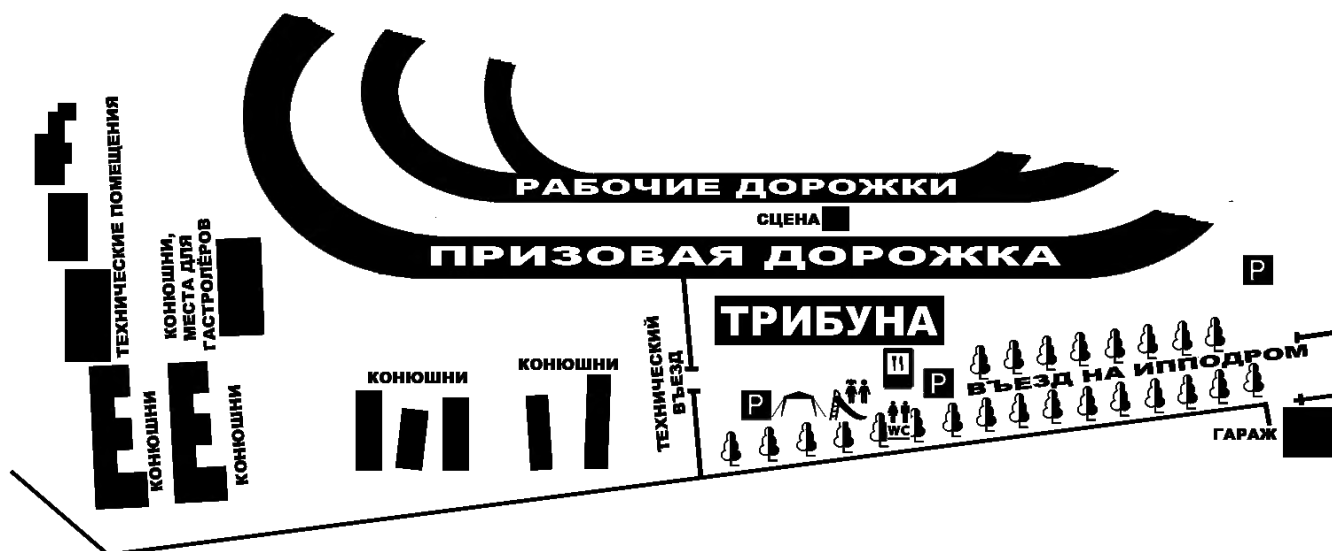 РАБОЧИЕ ДОРОЖКИ
СЦЕНА
ПРИЗОВАЯ ДОРОЖКА
ТЕХНИЧЕСКИЕ ПОМЕЩЕНИЯ
КОНЮШНИ,
МЕСТА ДЛЯ
ГАСТРОЛЁРОВ
P
ТРИБУНА
ТЕХНИЧЕСКИЙ
ВЪЕЗД
ВЪЕЗД НА ИППОДРОМ
КОНЮШНИ
КОНЮШНИ
P
P
КОНЮШНИ
КОНЮШНИ
WC
ГАРАЖ